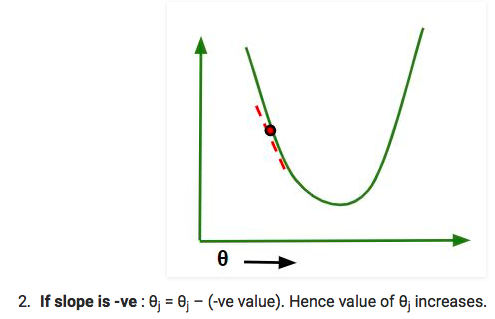 θ
2. If slope is -ve : θj = θj – (-ve value). Hence value of θj increases.